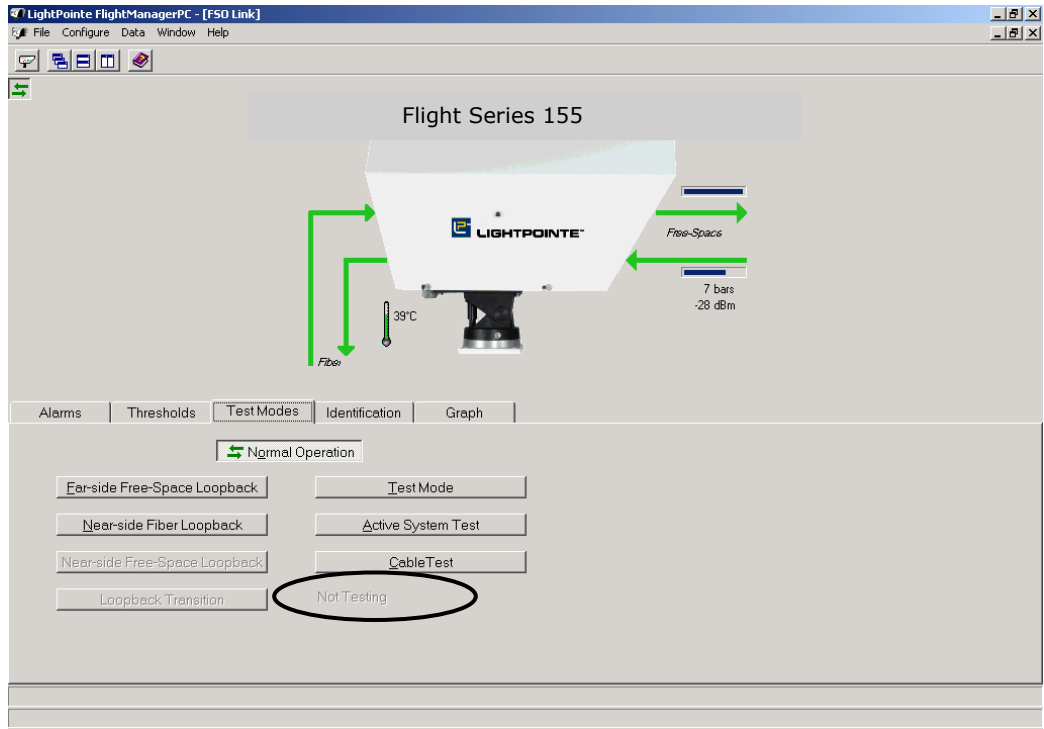 LightPointe FlightManagerPC - [FSO Link]
File Configure Data Window Help
Flight Series 155
LIGHTPOINTE
Free-Space
7 bars
-28 dBm
39°C
Fiber
Alarms Thresholds Test Modes Identification Graph
Normal Operation
Far-side Free-Space Loopback Test Mode
Near-side Fiber Loopback Active System Test
Near-side Free-Space Loopback Cable Test
Loopback Transition Not Testing